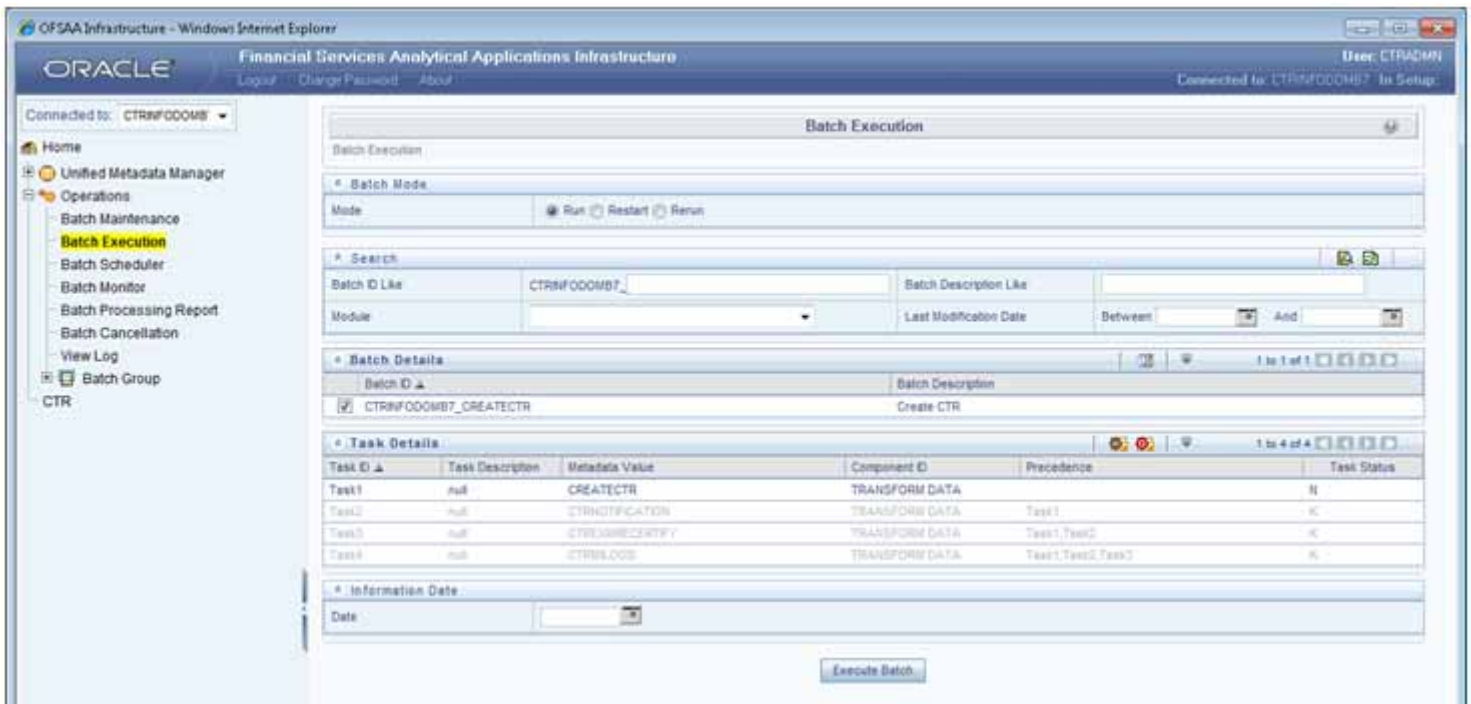 OFSAA Infrastructure - Windows Internet Explorer
ORACLE
Financial Services Analytical Applications Infrastructure
User: CTRADMN
Logout Change Password About
Connected to: CTRINFODOMB7 In Setup
Connected to: CTRINFODOMB
Home
Unified Metadata Manager
Operations
Batch Maintenance
Batch Execution
Batch Scheduler
Batch Monitor
Batch Processing Report
Batch Cancellation
View Log
Batch Group
CTR
Batch Execution
Batch Execution
Batch Mode
Mode Run Restart Rerun
Search
Batch ID Like CTRINFODOMB7_ Batch Description Like
Module Last Modification Date Between And
Batch Details 1 to 1 of 1
Batch ID Batch Description
CTRINFODOMB7_CREATECTR Create CTR
Task Details 1 to 4 of 4
Task ID Task Description Metadata Value Component ID Precedence Task Status
Task1 null CREATECTR TRANSFORM DATA N
Task2 null CTRNOTIFICATION TRANSFORM DATA Task1 K
Task3 null TRANSFORM DATA Task1,Task2 K
Task4 null TRANSFORM DATA Task1,Task2,Task3 K
Information Date
Date
Execute Batch